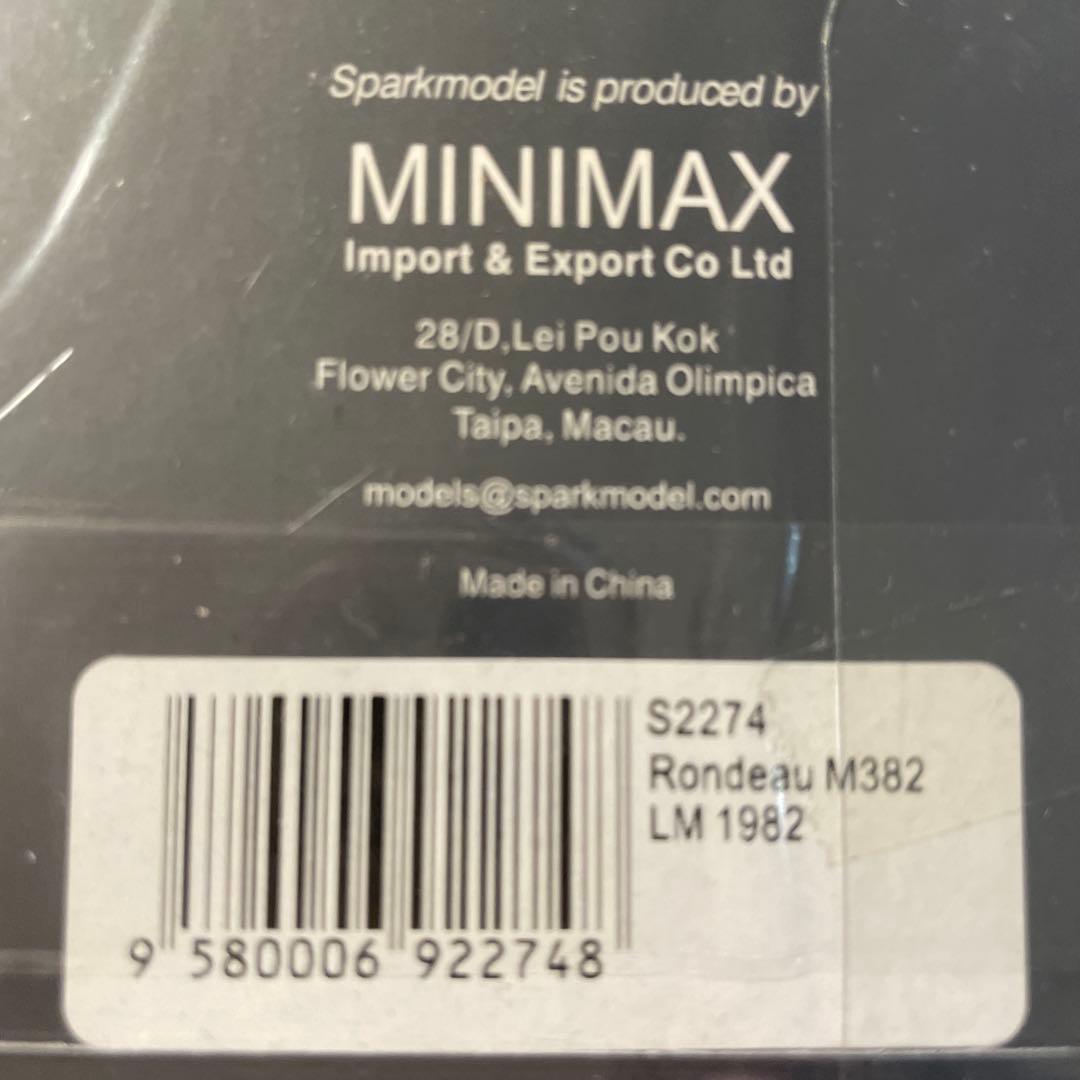 Sparkmodel is produced by
MINIMAX
Import & Export Co Ltd
28/D,Lei Pou Kok
Flower City, Avenida Olimpica
Taipa, Macau.
models@sparkmodel.com
Made in China
S2274
Rondeau M382
LM 1982
9 580006 922748